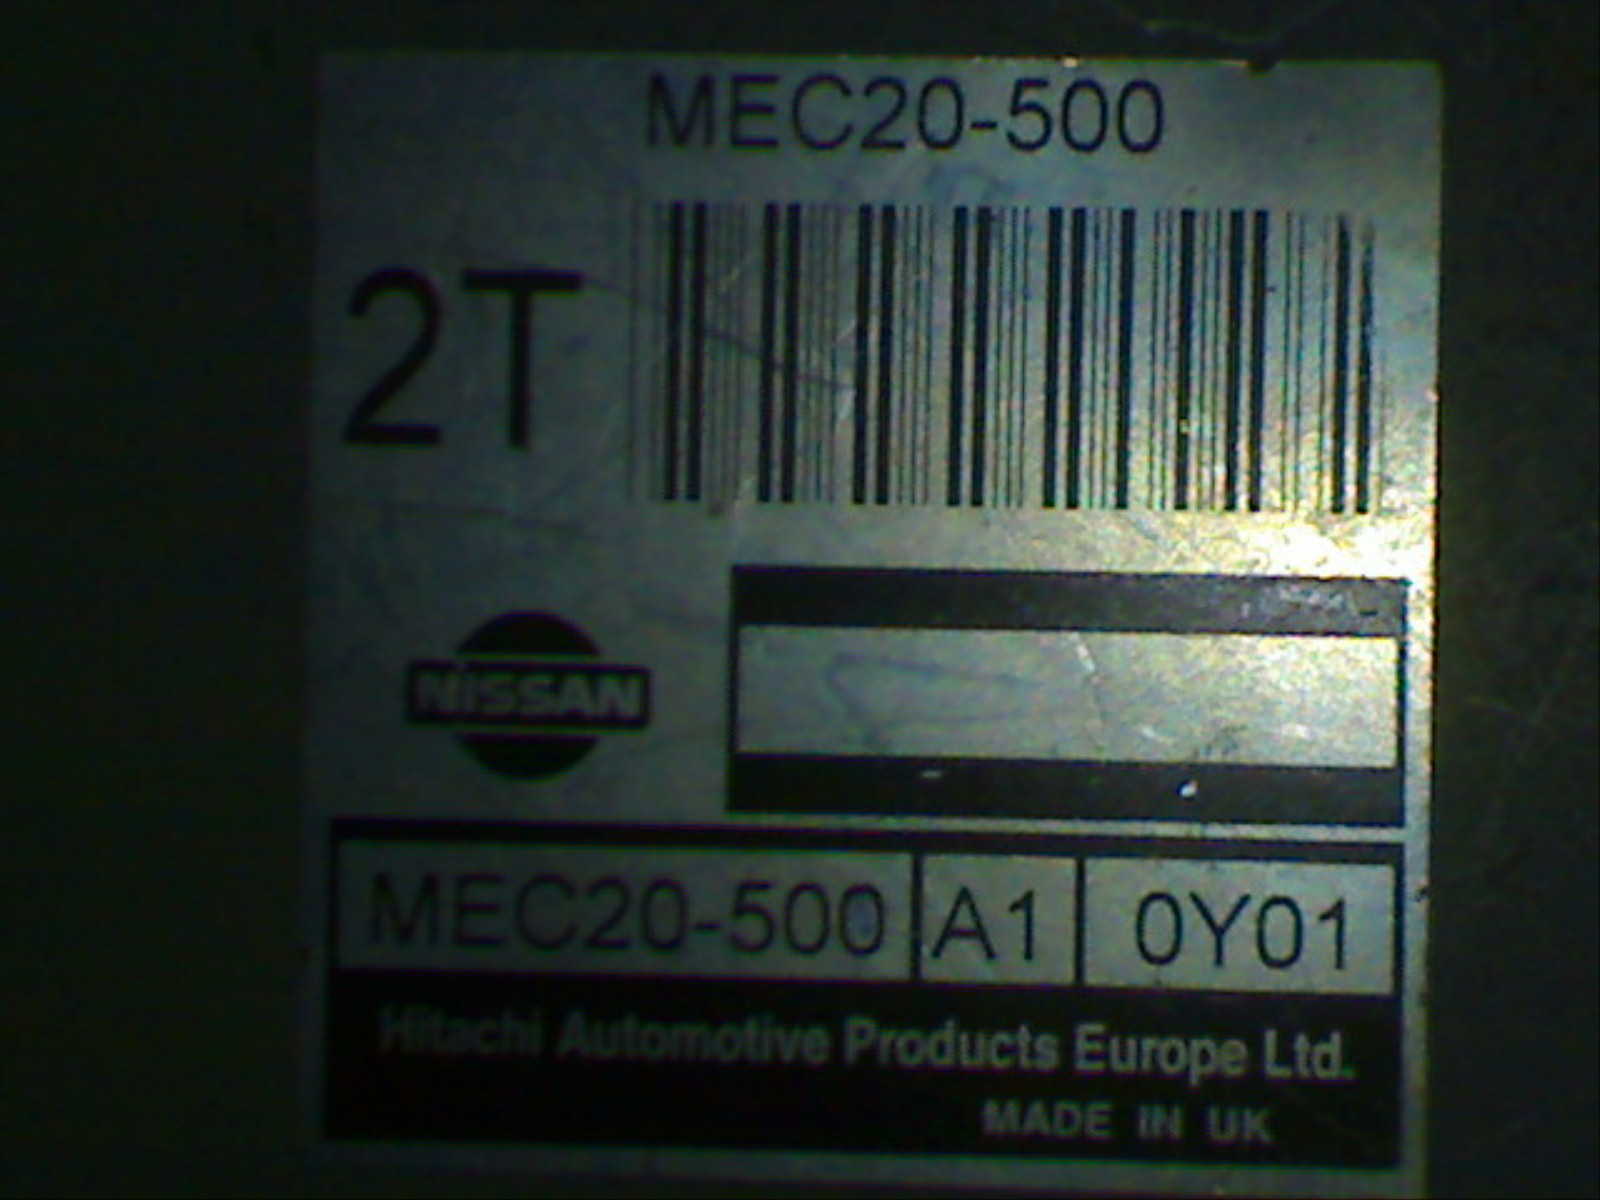 MEC20-500
2T
NISSAN
MEC20-500 A1 0Y01
Hitachi Automotive Products Europe Ltd.
MADE IN UK